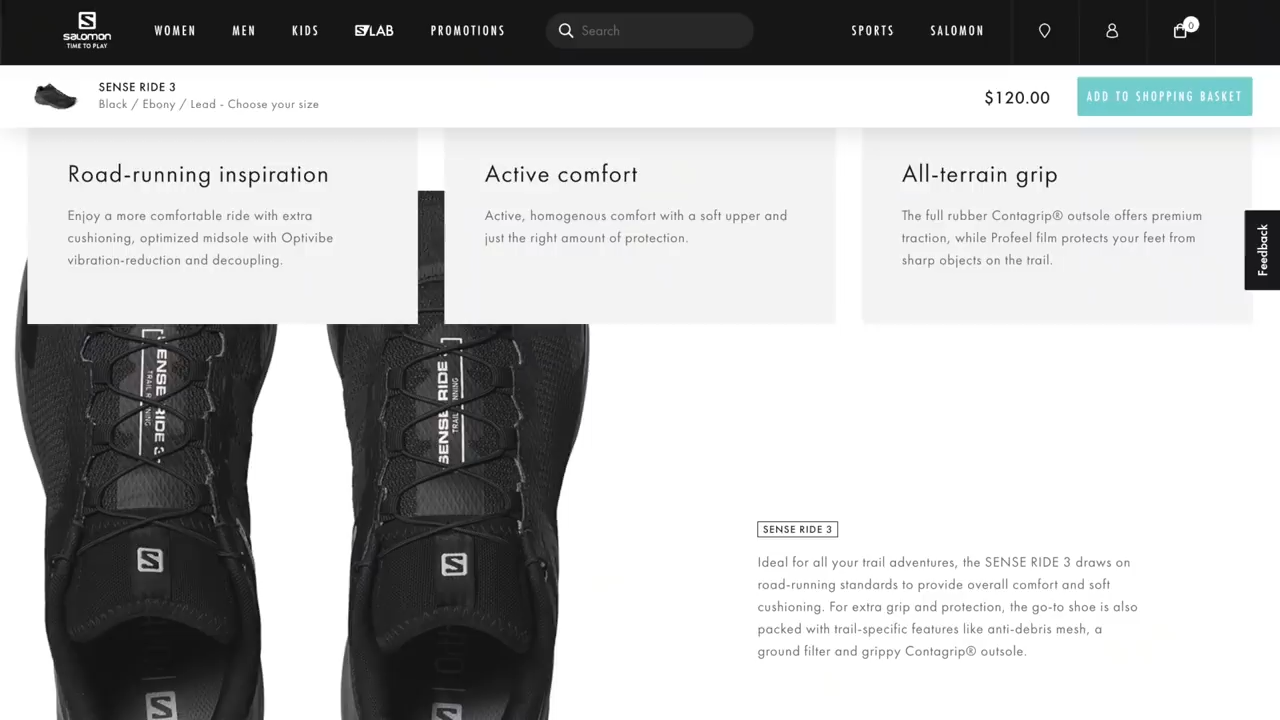 salomon
TIME TO PLAY
WOMEN
MEN
KIDS
S/LAB
PROMOTIONS
Search
SPORTS
SALOMON
0
SENSE RIDE 3
Black / Ebony / Lead - Choose your size
$120.00
ADD TO SHOPPING BASKET
Road-running inspiration
Enjoy a more comfortable ride with extra
cushioning, optimized midsole with Optivibe
vibration-reduction and decoupling.
Active comfort
Active, homogenous comfort with a soft upper and
just the right amount of protection.
All-terrain grip
The full rubber Contagrip® outsole offers premium
traction, while Profeel film protects your feet from
sharp objects on the trail.
Feedback
SENSE RIDE 3
TRAIL RUNNING
SENSE RIDE
TRAIL RUNNING
SENSE RIDE 3
Ideal for all your trail adventures, the SENSE RIDE 3 draws on
road-running standards to provide overall comfort and soft
cushioning. For extra grip and protection, the go-to shoe is also
packed with trail-specific features like anti-debris mesh, a
ground filter and grippy Contagrip® outsole.